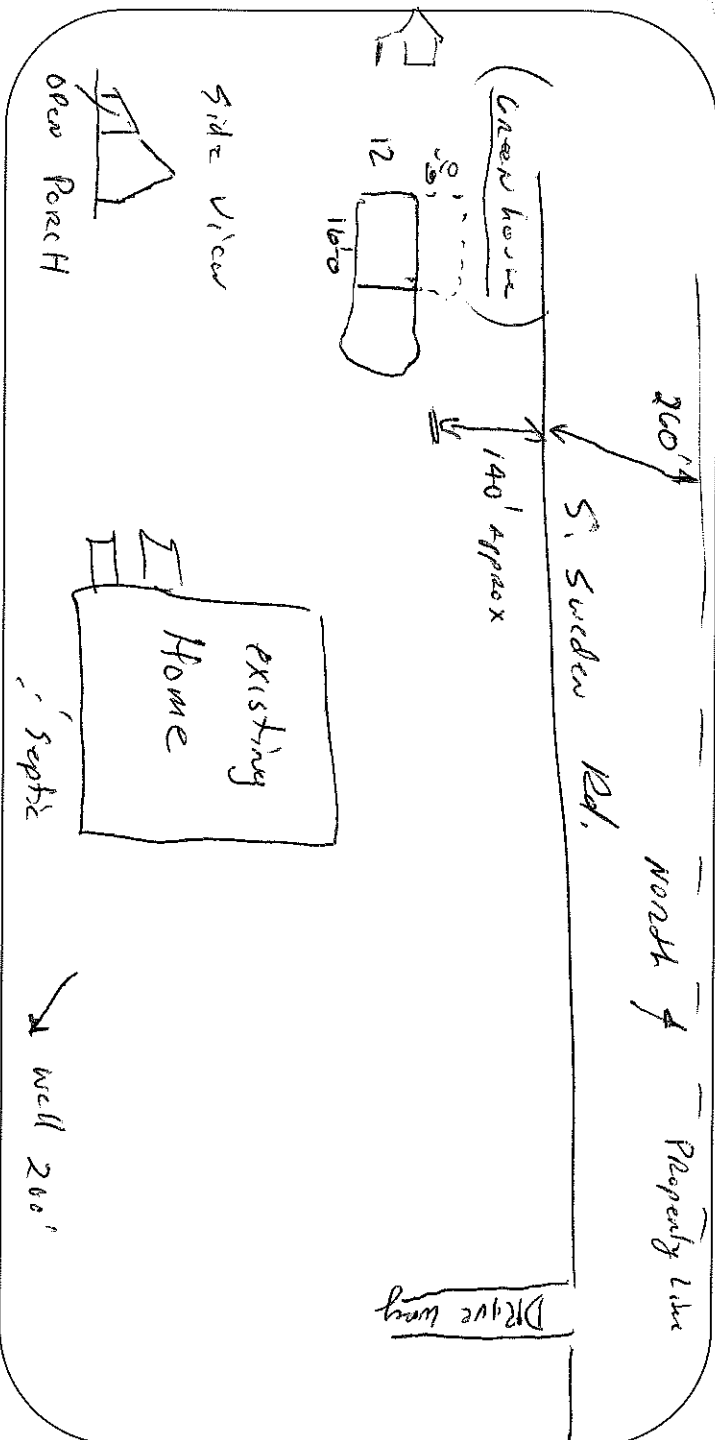 260'
North
Property Line
S. Sweden Rd.
(Green house)
140' Approx
DRive way
12
16'0
existing
Home
Side View
Septic
Open PorcH
Well 200'